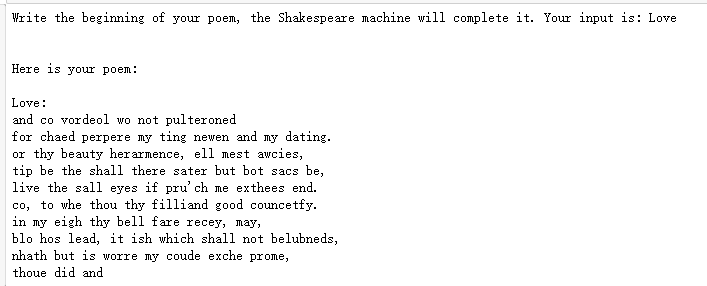 Write the beginning of your poem, the Shakespeare machine will complete it. Your input is: Love
Here is your poem:
Love:
and co vordeol wo not pulteroned
for chaed perpere my ting newen and my dating.
or thy beauty herarmence, ell mest awcies,
tip be the shall there sater but bot sacs be,
live the sall eyes if pru'ch me exthees end.
co, to whe thou thy filliand good councetfy.
in my eigh thy bell fare recey, may,
blo hos lead, it ish which shall not belubneds,
nhath but is worre my coude exche prome,
thoue did and